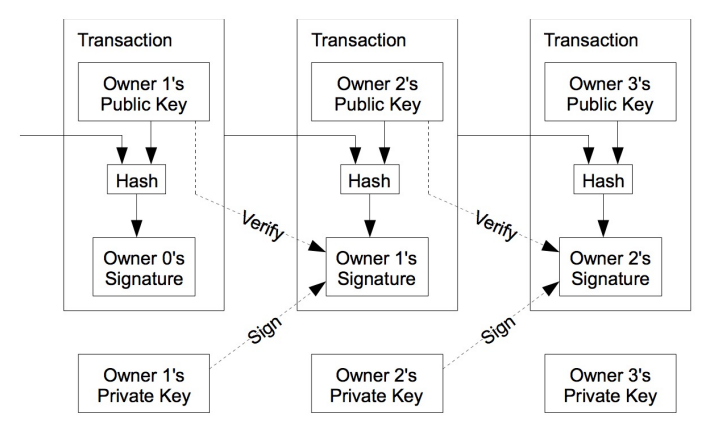 Transaction
Owner 1's
Public Key
Hash
Owner 0's
Signature
Transaction
Owner 2's
Public Key
Hash
Verify
Owner 1's
Signature
Sign
Transaction
Owner 3's
Public Key
Hash
Verify
Owner 2's
Signature
Sign
Owner 1's
Private Key
Owner 2's
Private Key
Owner 3's
Private Key